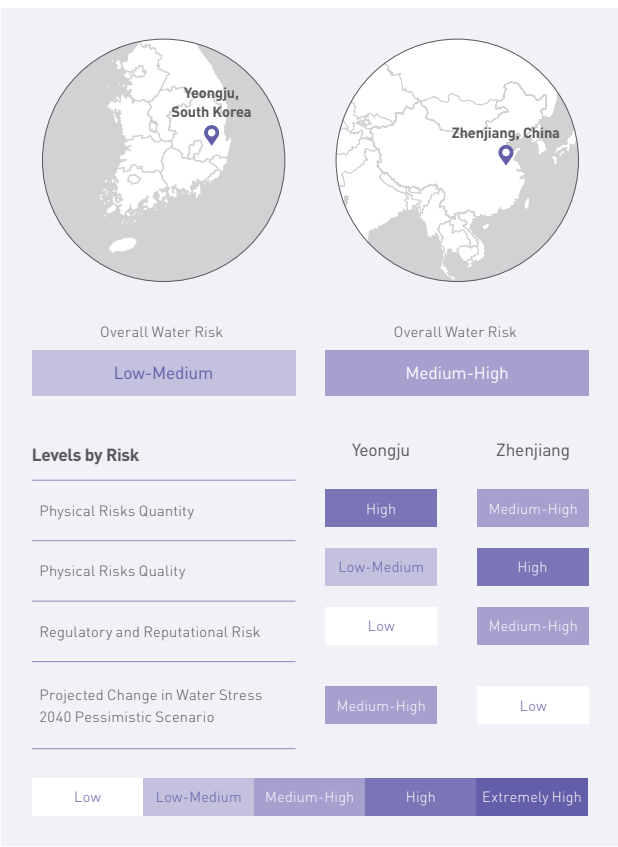 Yeongju,
South Korea
Zhenjiang, China
Overall Water Risk
Low-Medium
Overall Water Risk
Medium-High
Levels by Risk
Yeongju
Zhenjiang
Physical Risks Quantity
High
Medium-High
Physical Risks Quality
Low-Medium
High
Regulatory and Reputational Risk
Low
Medium-High
Projected Change in Water Stress
2040 Pessimistic Scenario
Medium-High
Low
Low
Low-Medium
Medium-High
High
Extremely High